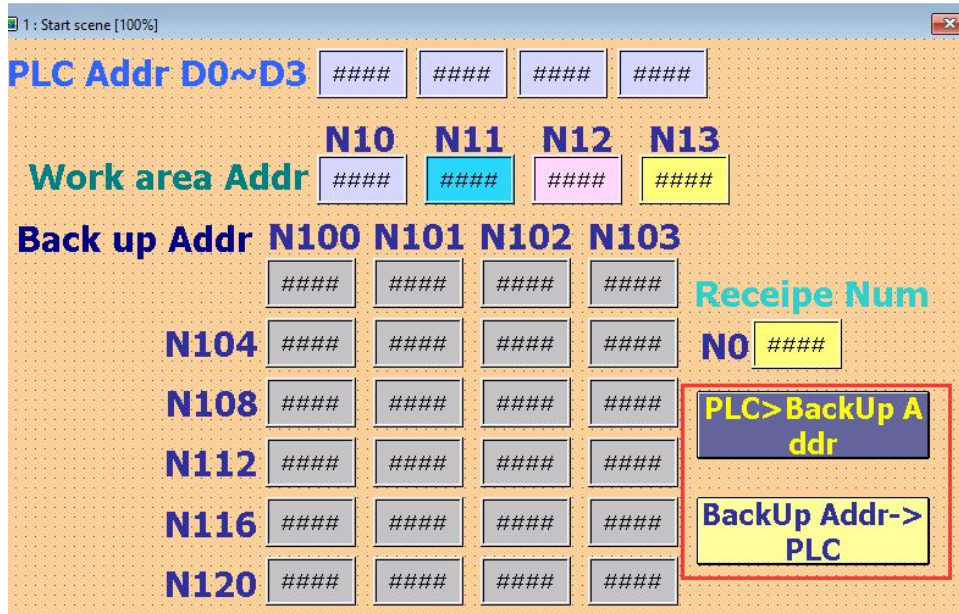 1 : Start scene [100%]
PLC Addr D0~D3 #### #### #### ####
N10 N11 N12 N13
Work area Addr #### #### #### ####
Back up Addr N100 N101 N102 N103
#### #### #### ####
Receipe Num
N104 #### #### #### #### N0 ####
N108 #### #### #### ####
PLC>BackUp A
ddr
N112 #### #### #### ####
N116 #### #### #### ####
BackUp Addr->
PLC
N120 #### #### #### ####